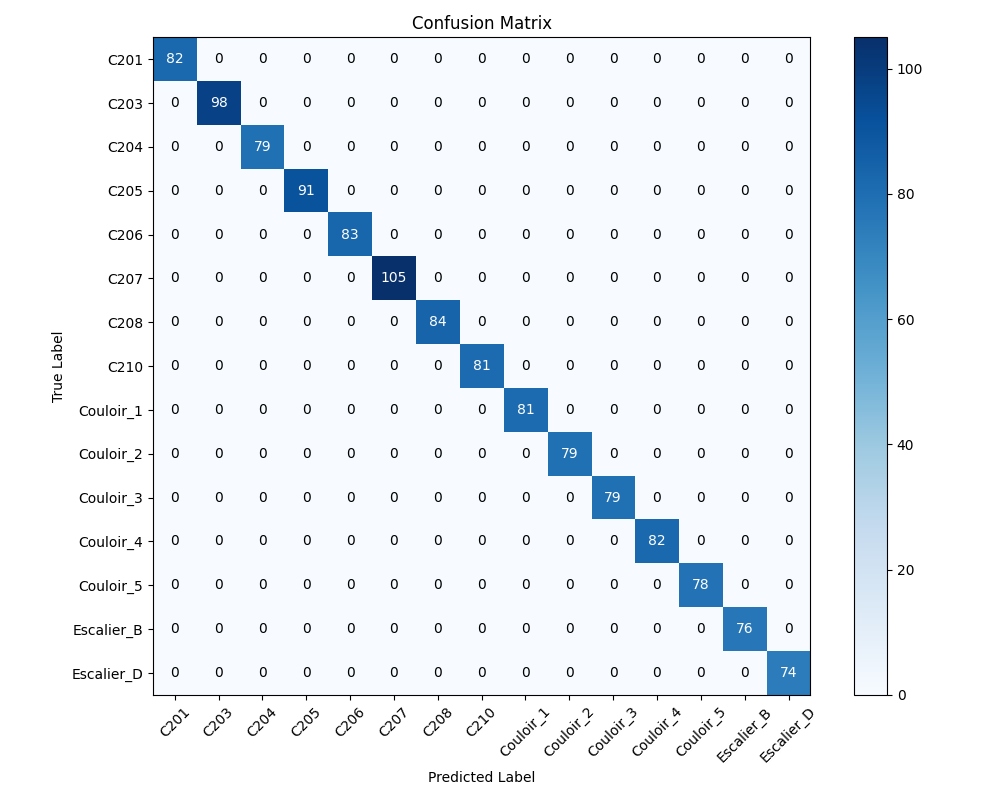 Confusion Matrix
True Label
C201 82 0 0 0 0 0 0 0 0 0 0 0 0 0 0
C203 0 98 0 0 0 0 0 0 0 0 0 0 0 0 0
C204 0 0 79 0 0 0 0 0 0 0 0 0 0 0 0
C205 0 0 0 91 0 0 0 0 0 0 0 0 0 0 0
C206 0 0 0 0 83 0 0 0 0 0 0 0 0 0 0
C207 0 0 0 0 0 105 0 0 0 0 0 0 0 0 0
C208 0 0 0 0 0 0 84 0 0 0 0 0 0 0 0
C210 0 0 0 0 0 0 0 81 0 0 0 0 0 0 0
Couloir_1 0 0 0 0 0 0 0 0 81 0 0 0 0 0 0
Couloir_2 0 0 0 0 0 0 0 0 0 79 0 0 0 0 0
Couloir_3 0 0 0 0 0 0 0 0 0 0 79 0 0 0 0
Couloir_4 0 0 0 0 0 0 0 0 0 0 0 82 0 0 0
Couloir_5 0 0 0 0 0 0 0 0 0 0 0 0 78 0 0
Escalier_B 0 0 0 0 0 0 0 0 0 0 0 0 0 76 0
Escalier_D 0 0 0 0 0 0 0 0 0 0 0 0 0 0 74
C201 C203 C204 C205 C206 C207 C208 C210 Couloir_1 Couloir_2 Couloir_3 Couloir_4 Couloir_5 Escalier_B Escalier_D
Predicted Label
100
80
60
40
20
0